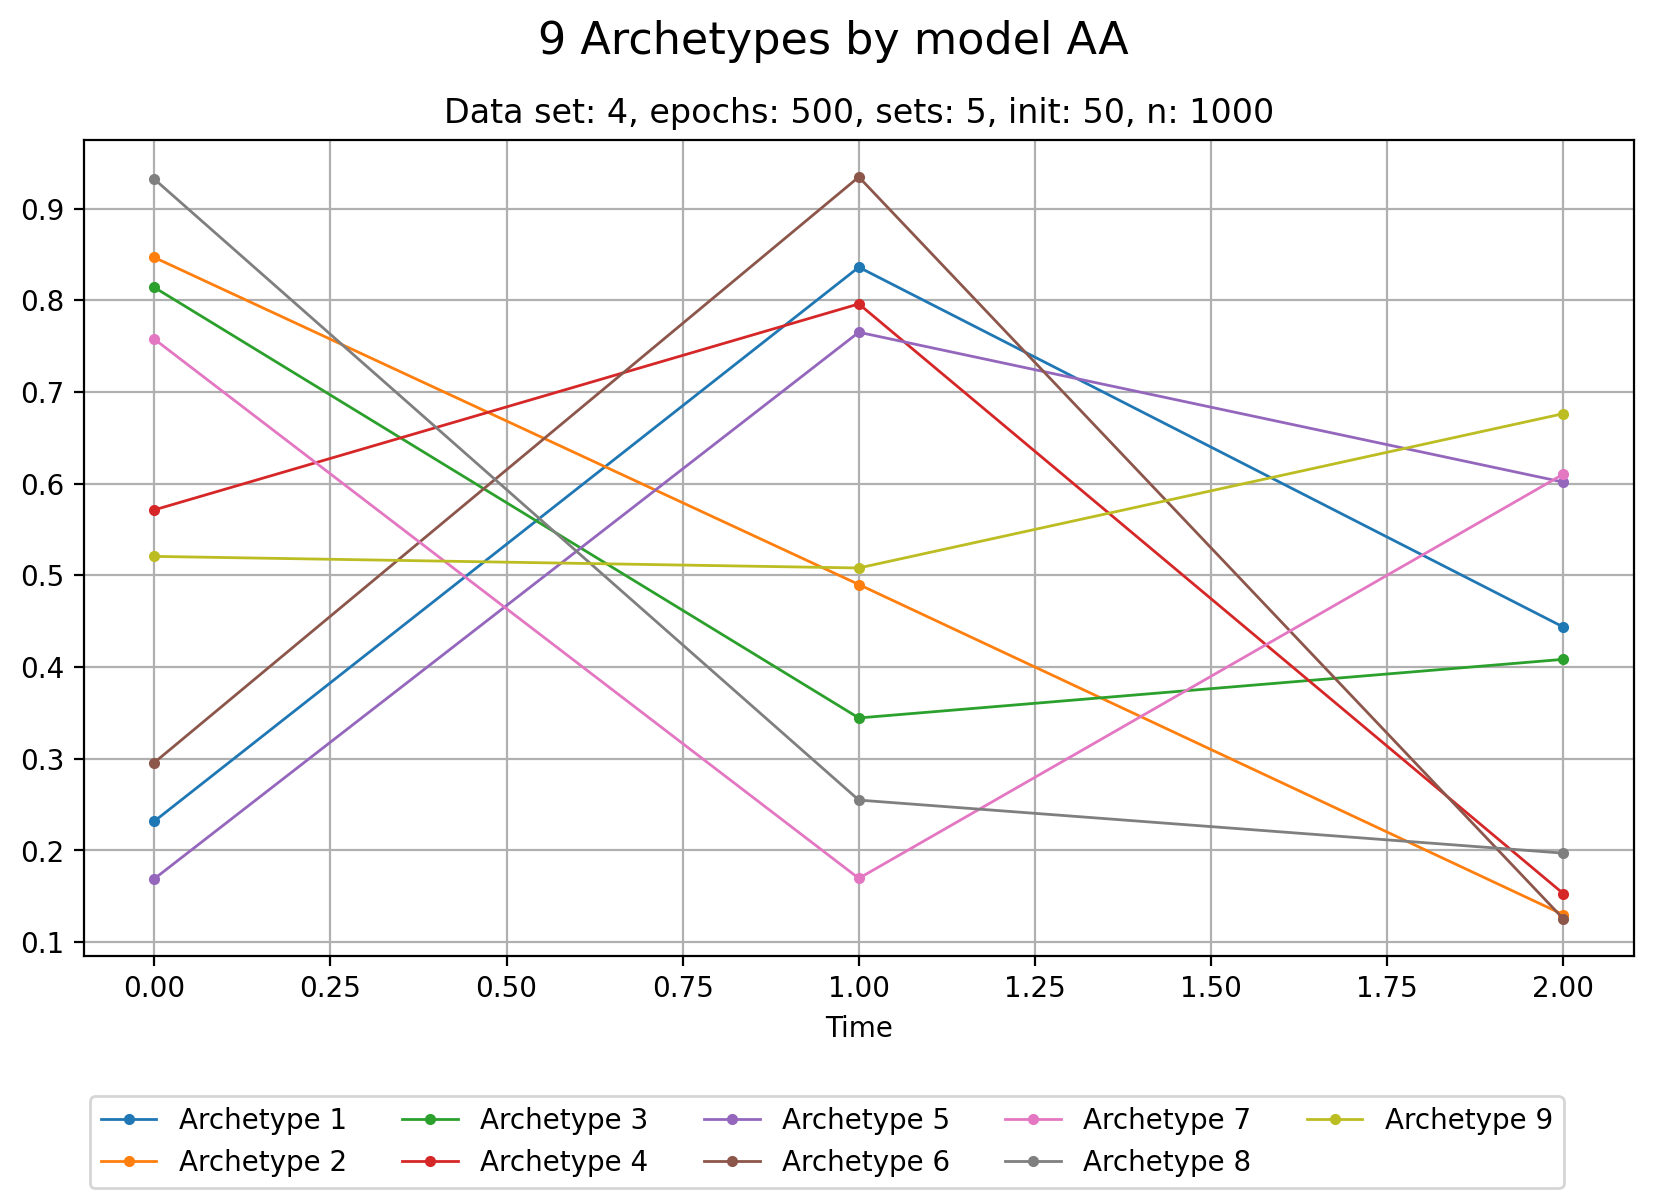 9 Archetypes by model AA
Data set: 4, epochs: 500, sets: 5, init: 50, n: 1000
0.9
0.8
0.7
0.6
0.5
0.4
0.3
0.2
0.1
0.00 0.25 0.50 0.75 1.00 1.25 1.50 1.75 2.00
Time
Archetype 1 Archetype 3 Archetype 5 Archetype 7 Archetype 9
Archetype 2 Archetype 4 Archetype 6 Archetype 8